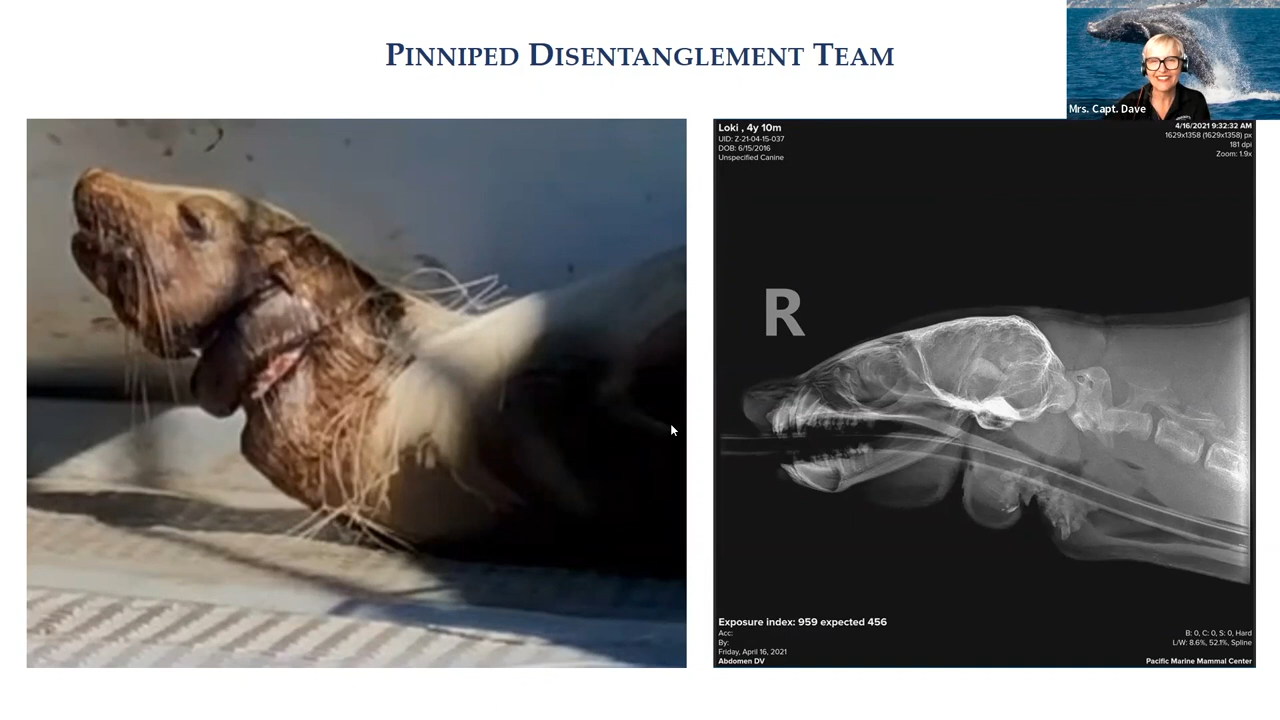 PINNIPED DISENTANGLEMENT TEAM
Mrs. Capt. Dave
Loki , 4y 10m
UID: Z-21-04-15-037
DOB: 6/15/2016
Unspecified Canine
4/16/2021 9:32:32 AM
1629x1358 (1629x1358) px
181 dpi
Zoom: 1.9x
R
Exposure index: 959 expected 456
Acc:
By:
Friday, April 16, 2021
Abdomen DV
B: 0, C: 0, S: 0, Hard
L/W: 8.6%, 52.1%, Spline
Pacific Marine Mammal Center